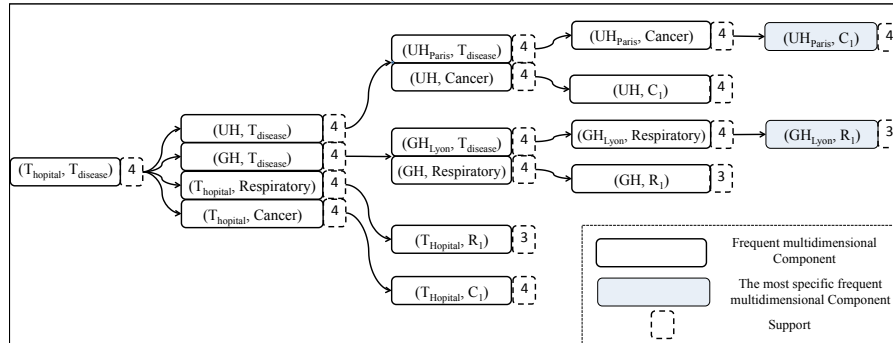 (UH_Paris, T_disease) 4
(UH, Cancer) 4
(UH_Paris, Cancer) 4
(UH_Paris, C_1) 4
(UH, C_1) 4
(T_hopital, T_disease) 4
(UH, T_disease) 4
(GH, T_disease) 4
(T_hopital, Respiratory) 4
(T_hopital, Cancer) 4
(GH_Lyon, T_disease) 4
(GH, Respiratory) 4
(GH_Lyon, Respiratory) 4
(GH_Lyon, R_1) 3
(GH, R_1) 3
(T_Hopital, R_1) 3
(T_Hopital, C_1) 4
Frequent multidimensional
Component
The most specific frequent
multidimensional Component
Support